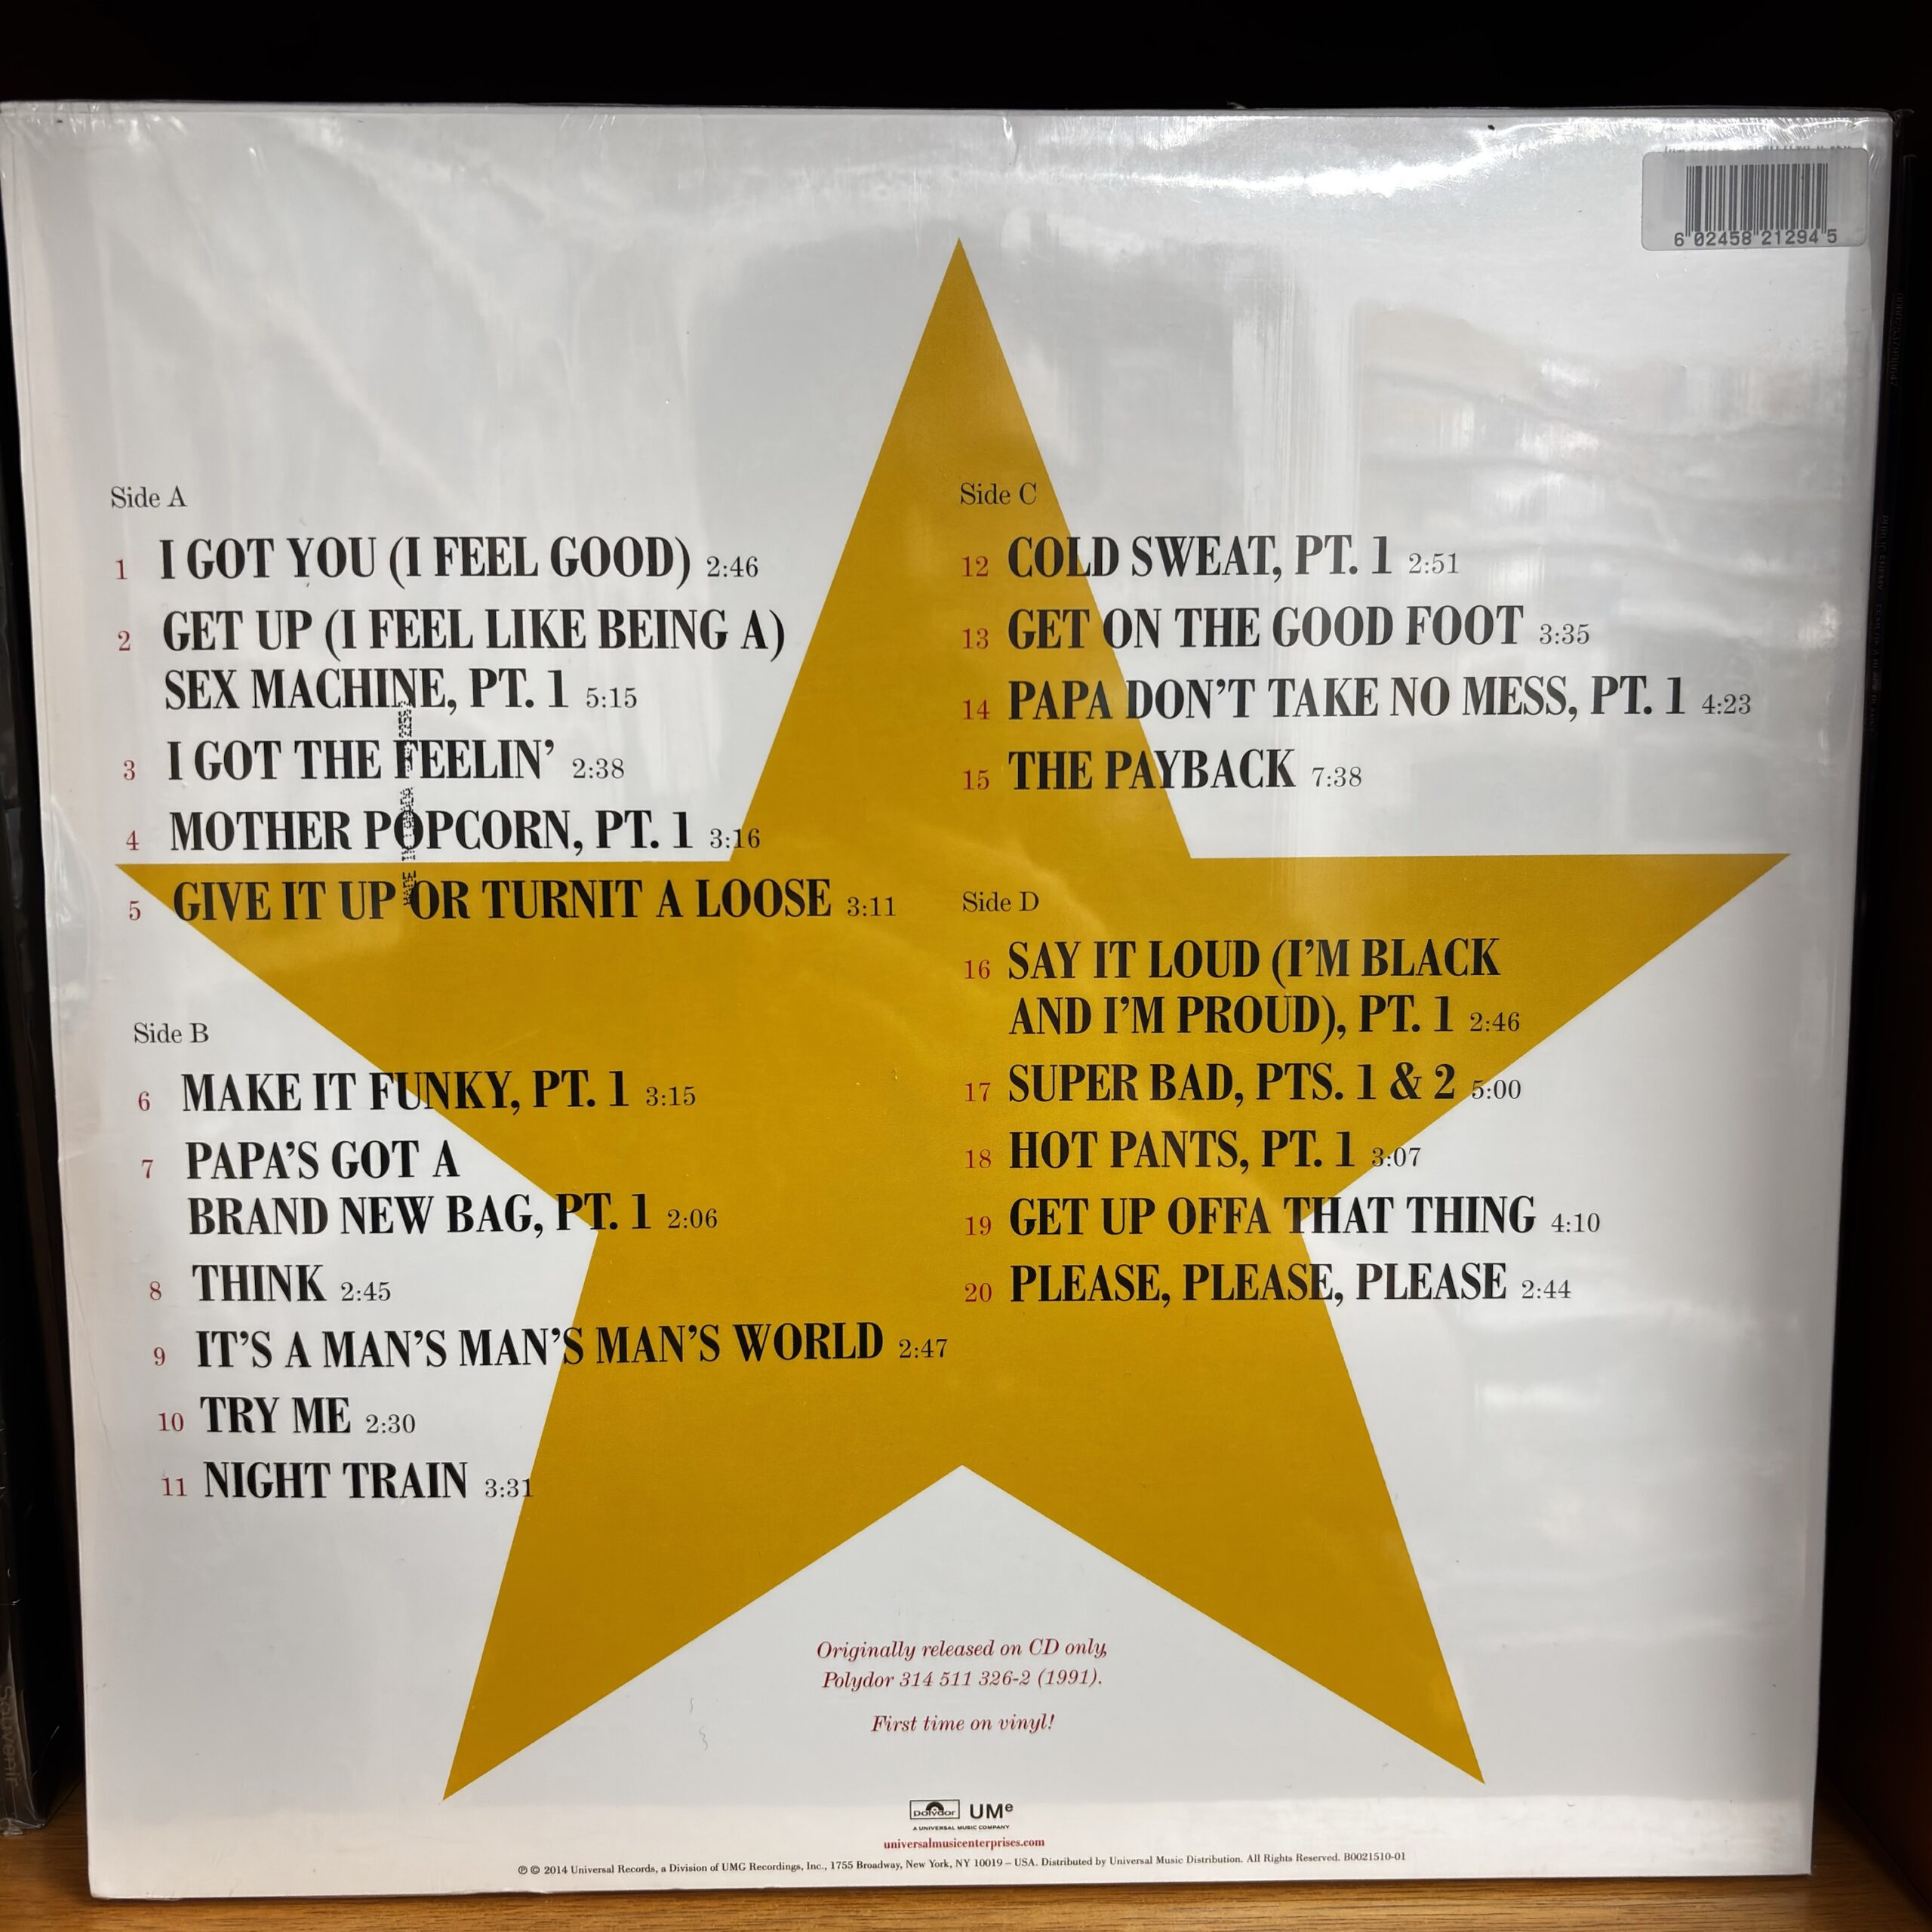 6 02458 21294 5
Side A
1 I GOT YOU (I FEEL GOOD) 2:46
2 GET UP (I FEEL LIKE BEING A)
SEX MACHINE, PT. 1 5:15
3 I GOT THE FEELIN’ 2:38
4 MOTHER POPCORN, PT. 1 3:16
5 GIVE IT UP OR TURNIT A LOOSE 3:11
MADE IN CANADA
Side B
6 MAKE IT FUNKY, PT. 1 3:15
7 PAPA’S GOT A
BRAND NEW BAG, PT. 1 2:06
8 THINK 2:45
9 IT’S A MAN’S MAN’S MAN’S WORLD 2:47
10 TRY ME 2:30
11 NIGHT TRAIN 3:31
Side C
12 COLD SWEAT, PT. 1 2:51
13 GET ON THE GOOD FOOT 3:35
14 PAPA DON’T TAKE NO MESS, PT. 1 4:23
15 THE PAYBACK 7:38
Side D
16 SAY IT LOUD (I’M BLACK
AND I’M PROUD), PT. 1 2:46
17 SUPER BAD, PTS. 1 & 2 5:00
18 HOT PANTS, PT. 1 3:07
19 GET UP OFFA THAT THING 4:10
20 PLEASE, PLEASE, PLEASE 2:44
Originally released on CD only,
Polydor 314 511 326-2 (1991).
First time on vinyl!
Polydor UMe
A UNIVERSAL MUSIC COMPANY
universalmusicenterprises.com
℗ © 2014 Universal Records, a Division of UMG Recordings, Inc., 1755 Broadway, New York, NY 10019 – USA. Distributed by Universal Music Distribution. All Rights Reserved. B0021510-01
Souvenir